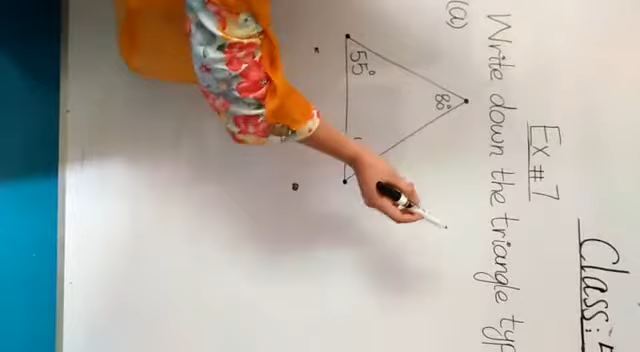 Class:
Ex # 7
Write down the triangle typ
(a)
80°
55°